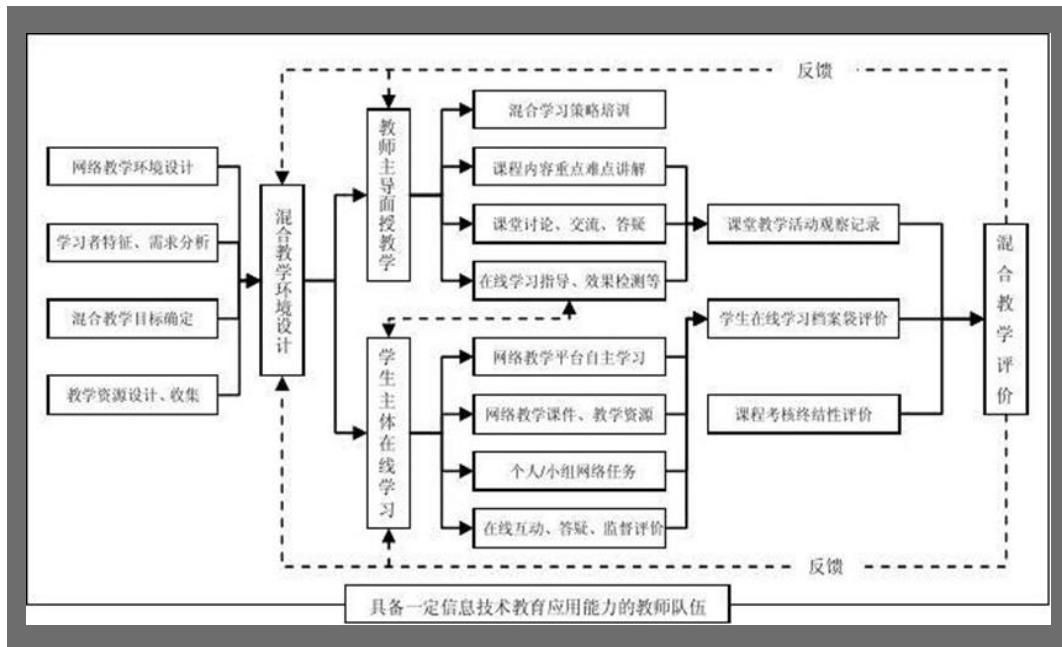 反馈
混合学习策略培训
教师主导面授教学
课程内容重点难点讲解
网络教学环境设计
混合教学环境设计
课堂讨论、交流、答疑
课堂教学活动观察记录
学习者特征、需求分析
在线学习指导、效果检测等
混合教学评价
混合教学目标确定
学生在线学习档案袋评价
学生主体在线学习
网络教学平台自主学习
教学资源设计、收集
网络教学课件、教学资源
课程考核终结性评价
个人/小组网络任务
在线互动、答疑、监督评价
反馈
具备一定信息技术教育应用能力的教师队伍